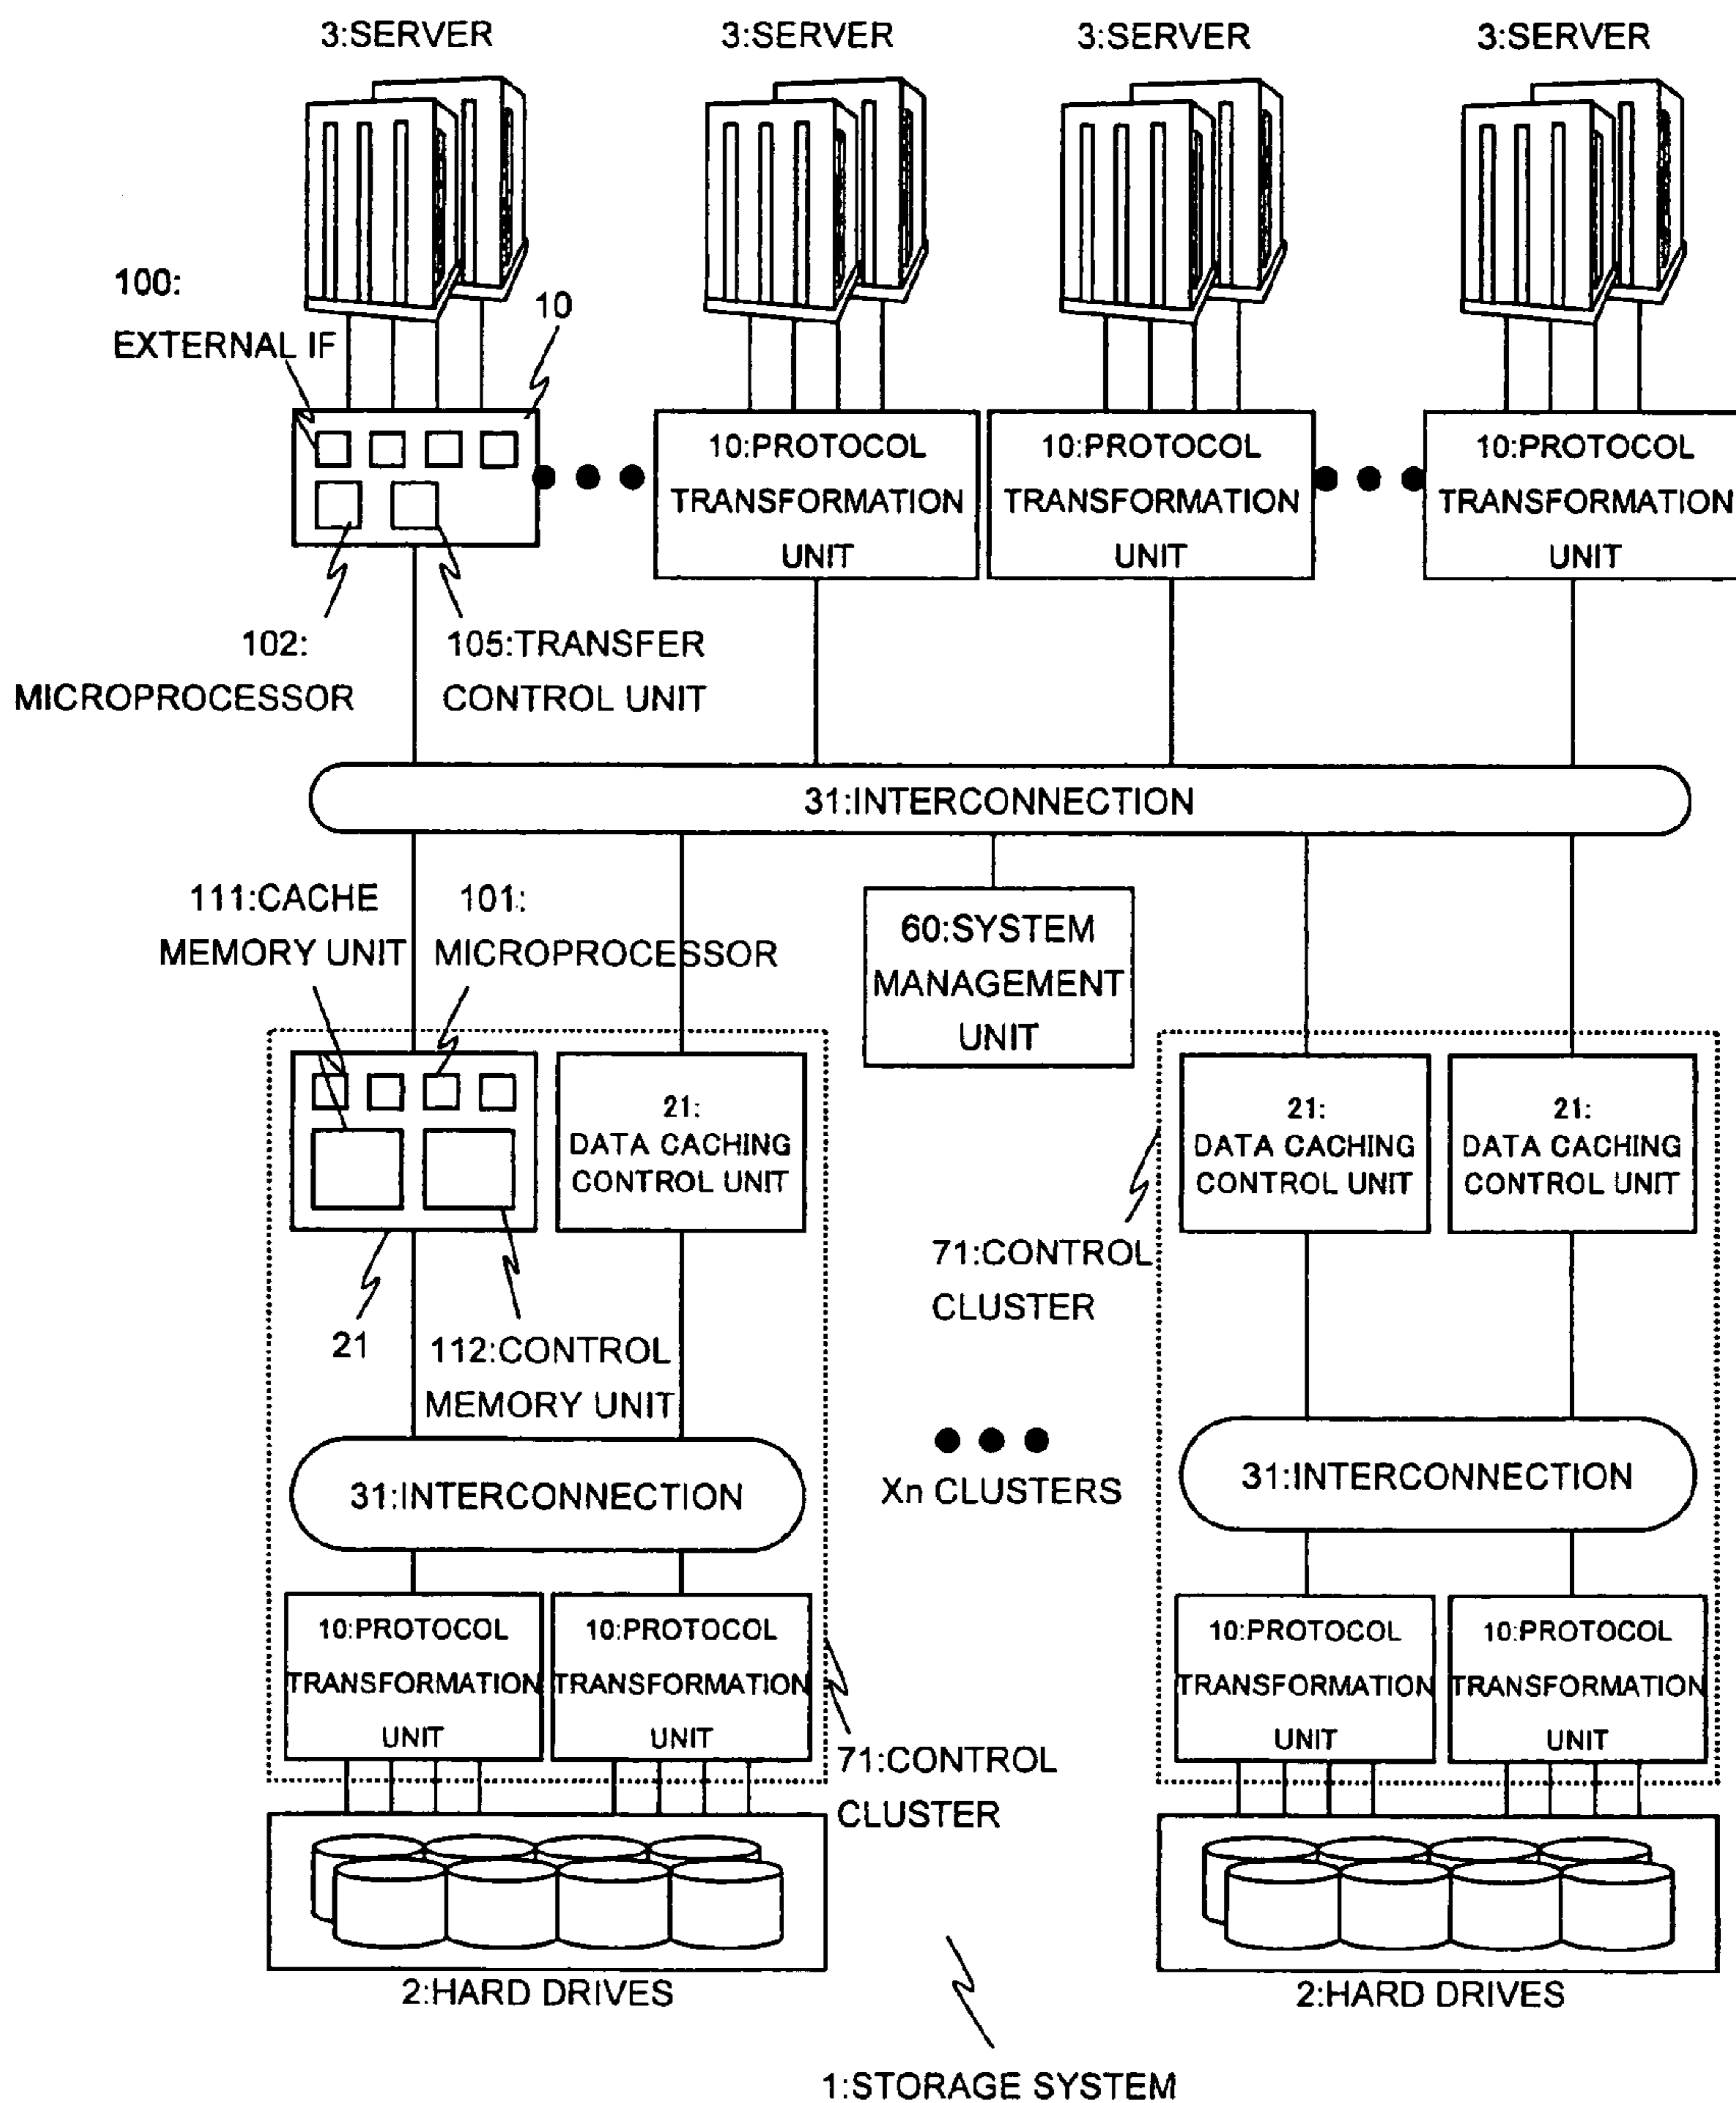 3:SERVER
3:SERVER
3:SERVER
3:SERVER
100:
EXTERNAL IF
10
10:PROTOCOL
TRANSFORMATION
UNIT
10:PROTOCOL
TRANSFORMATION
UNIT
10:PROTOCOL
TRANSFORMATION
UNIT
102:
MICROPROCESSOR
105:TRANSFER
CONTROL UNIT
31:INTERCONNECTION
111:CACHE
MEMORY UNIT
101:
MICROPROCESSOR
60:SYSTEM
MANAGEMENT
UNIT
21:
DATA CACHING
CONTROL UNIT
21:
DATA CACHING
CONTROL UNIT
21:
DATA CACHING
CONTROL UNIT
71:CONTROL
CLUSTER
21
112:CONTROL
MEMORY UNIT
31:INTERCONNECTION
Xn CLUSTERS
31:INTERCONNECTION
10:PROTOCOL
TRANSFORMATION
UNIT
10:PROTOCOL
TRANSFORMATION
UNIT
10:PROTOCOL
TRANSFORMATION
UNIT
10:PROTOCOL
TRANSFORMATION
UNIT
71:CONTROL
CLUSTER
2:HARD DRIVES
2:HARD DRIVES
1:STORAGE SYSTEM